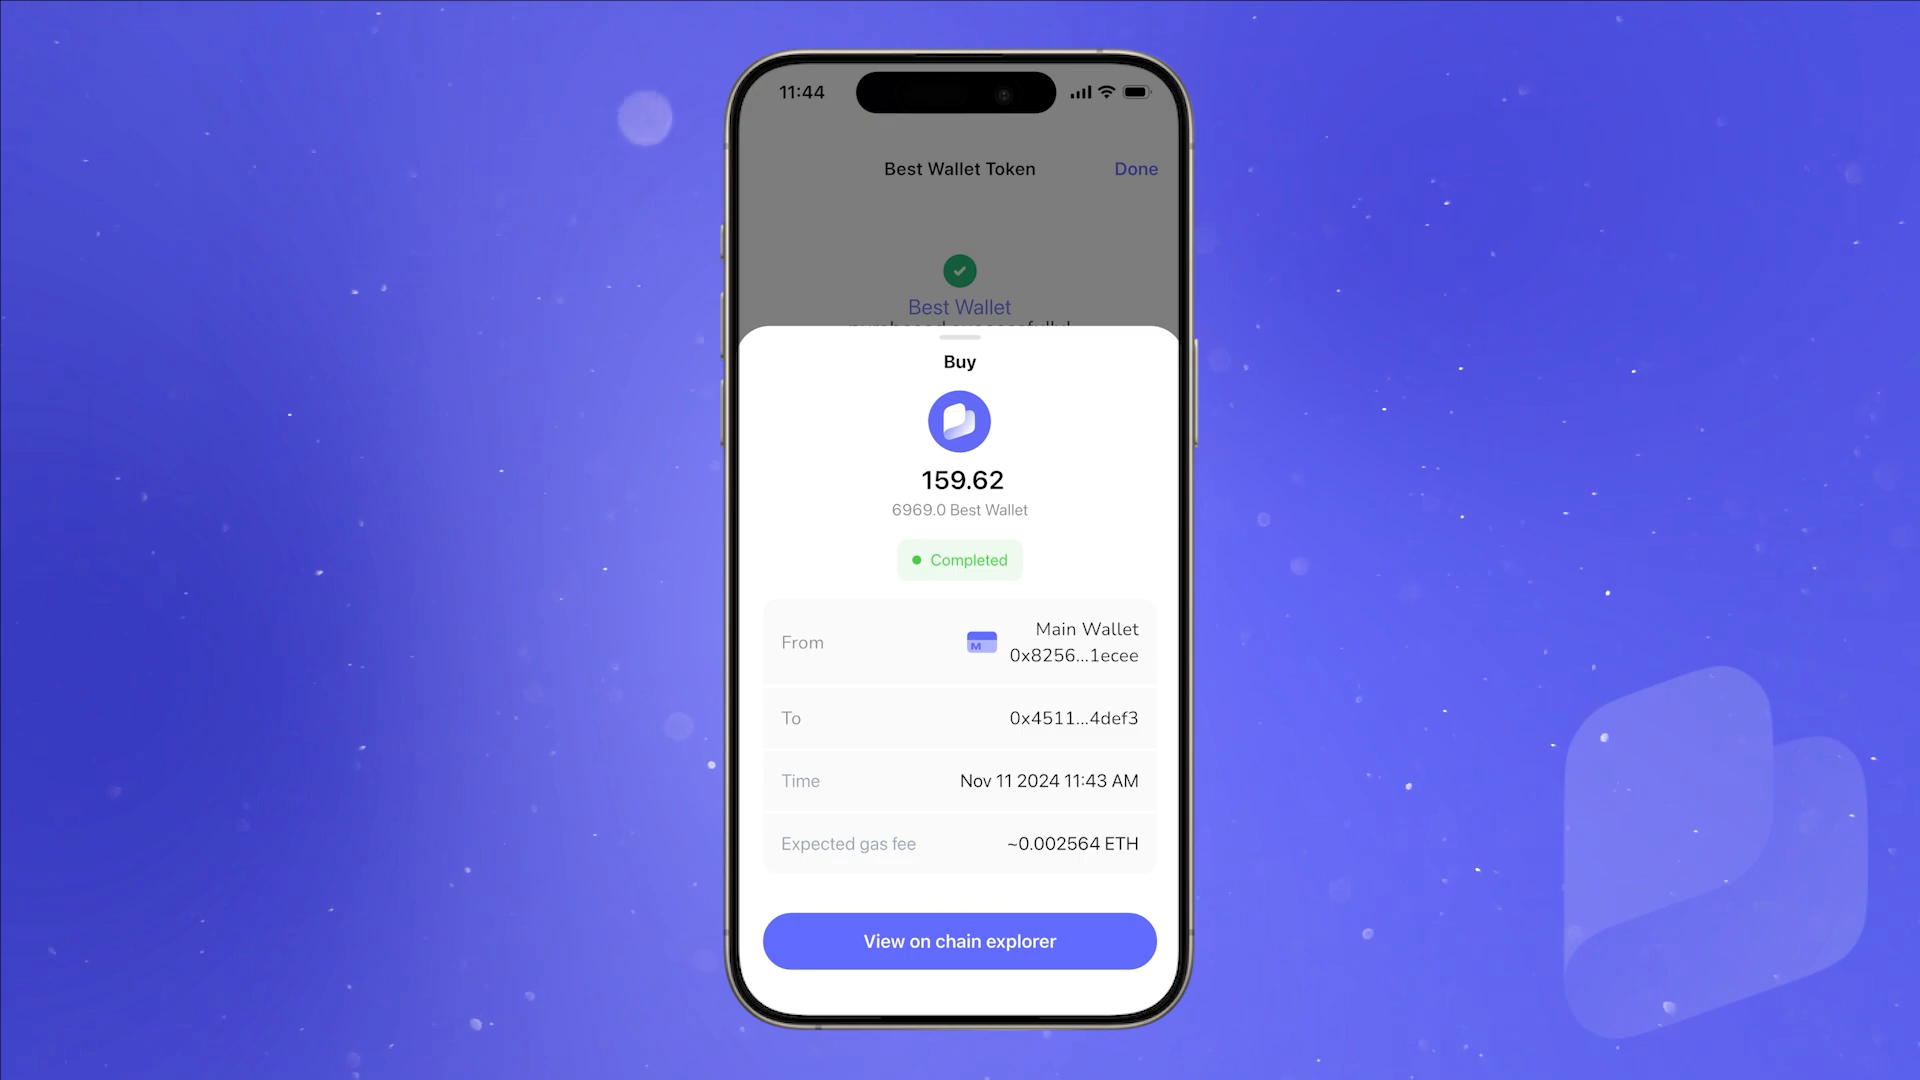 11:44
Best Wallet Token
Done
Best Wallet
Buy
159.62
6969.0 Best Wallet
Completed
From
M
Main Wallet
0x8256...1ecee
To
0x4511...4def3
Time
Nov 11 2024 11:43 AM
Expected gas fee
~0.002564 ETH
View on chain explorer